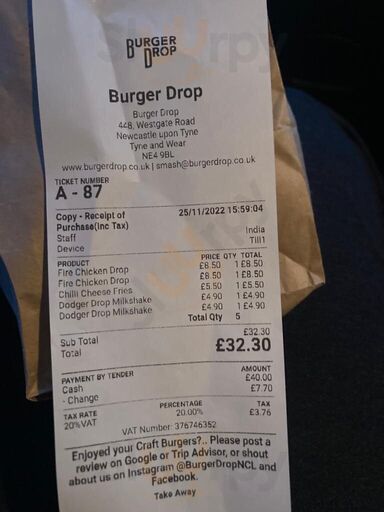 BURGER
DROP
Burger Drop
Burger Drop
448, Westgate Road
Newcastle upon Tyne
Tyne and Wear
NE4 9BL
www.burgerdrop.co.uk | smash@burgerdrop.co.uk
TICKET NUMBER
A - 87
Copy - Receipt of 25/11/2022 15:59:04
Purchase(Inc Tax)
Staff India
Device Till1
PRODUCT PRICE QTY TOTAL
Fire Chicken Drop £8.50 1 £8.50
Fire Chicken Drop £8.50 1 £8.50
Chilli Cheese Fries £5.50 1 £5.50
Dodger Drop Milkshake £4.90 1 £4.90
Dodger Drop Milkshake £4.90 1 £4.90
Total Qty 5
Sub Total £32.30
Total £32.30
PAYMENT BY TENDER AMOUNT
Cash £40.00
- Change £7.70
TAX RATE PERCENTAGE TAX
20%VAT 20.00% £3.76
VAT Number: 376746352
Enjoyed your Craft Burgers?.. Please post a
review on Google or Trip Advisor, or shout
about us on Instagram @BurgerDropNCL and
Facebook.
Take Away